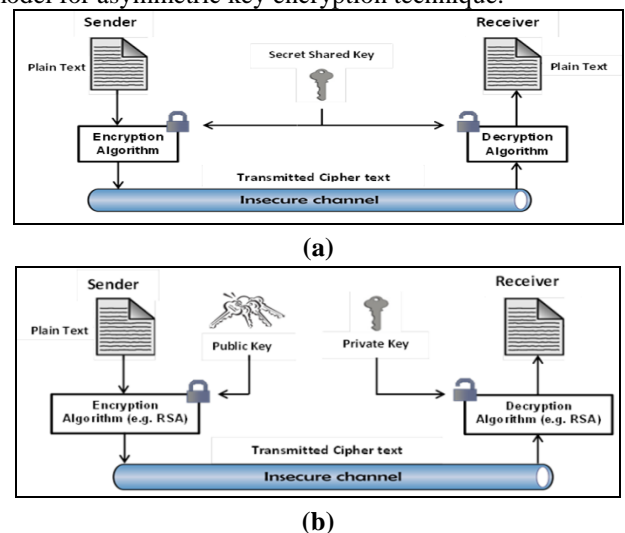 model for asymmetric key encryption technique.
Sender
Receiver
Plain Text
Secret Shared Key
Plain Text
Encryption
Algorithm
Decryption
Algorithm
Transmitted Cipher text
Insecure channel
(a)
Sender
Receiver
Plain Text
Public Key
Private Key
Encryption
Algorithm (e.g. RSA)
Decryption
Algorithm (e.g. RSA)
Transmitted Cipher text
Insecure channel
(b)